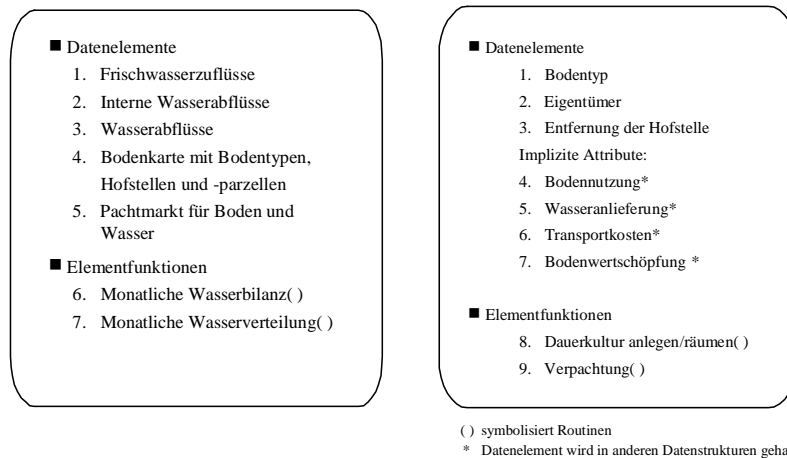 ■ Datenelemente
1. Frischwasserzuflüsse
2. Interne Wasserabflüsse
3. Wasserabflüsse
4. Bodenkarte mit Bodentypen,
Hofstellen und -parzellen
5. Pachtmarkt für Boden und
Wasser
■ Elementfunktionen
6. Monatliche Wasserbilanz( )
7. Monatliche Wasserverteilung( )
■ Datenelemente
1. Bodentyp
2. Eigentümer
3. Entfernung der Hofstelle
Implizite Attribute:
4. Bodennutzung*
5. Wasseranlieferung*
6. Transportkosten*
7. Bodenwertschöpfung *
■ Elementfunktionen
8. Dauerkultur anlegen/räumen( )
9. Verpachtung( )
( ) symbolisiert Routinen
* Datenelement wird in anderen Datenstrukturen